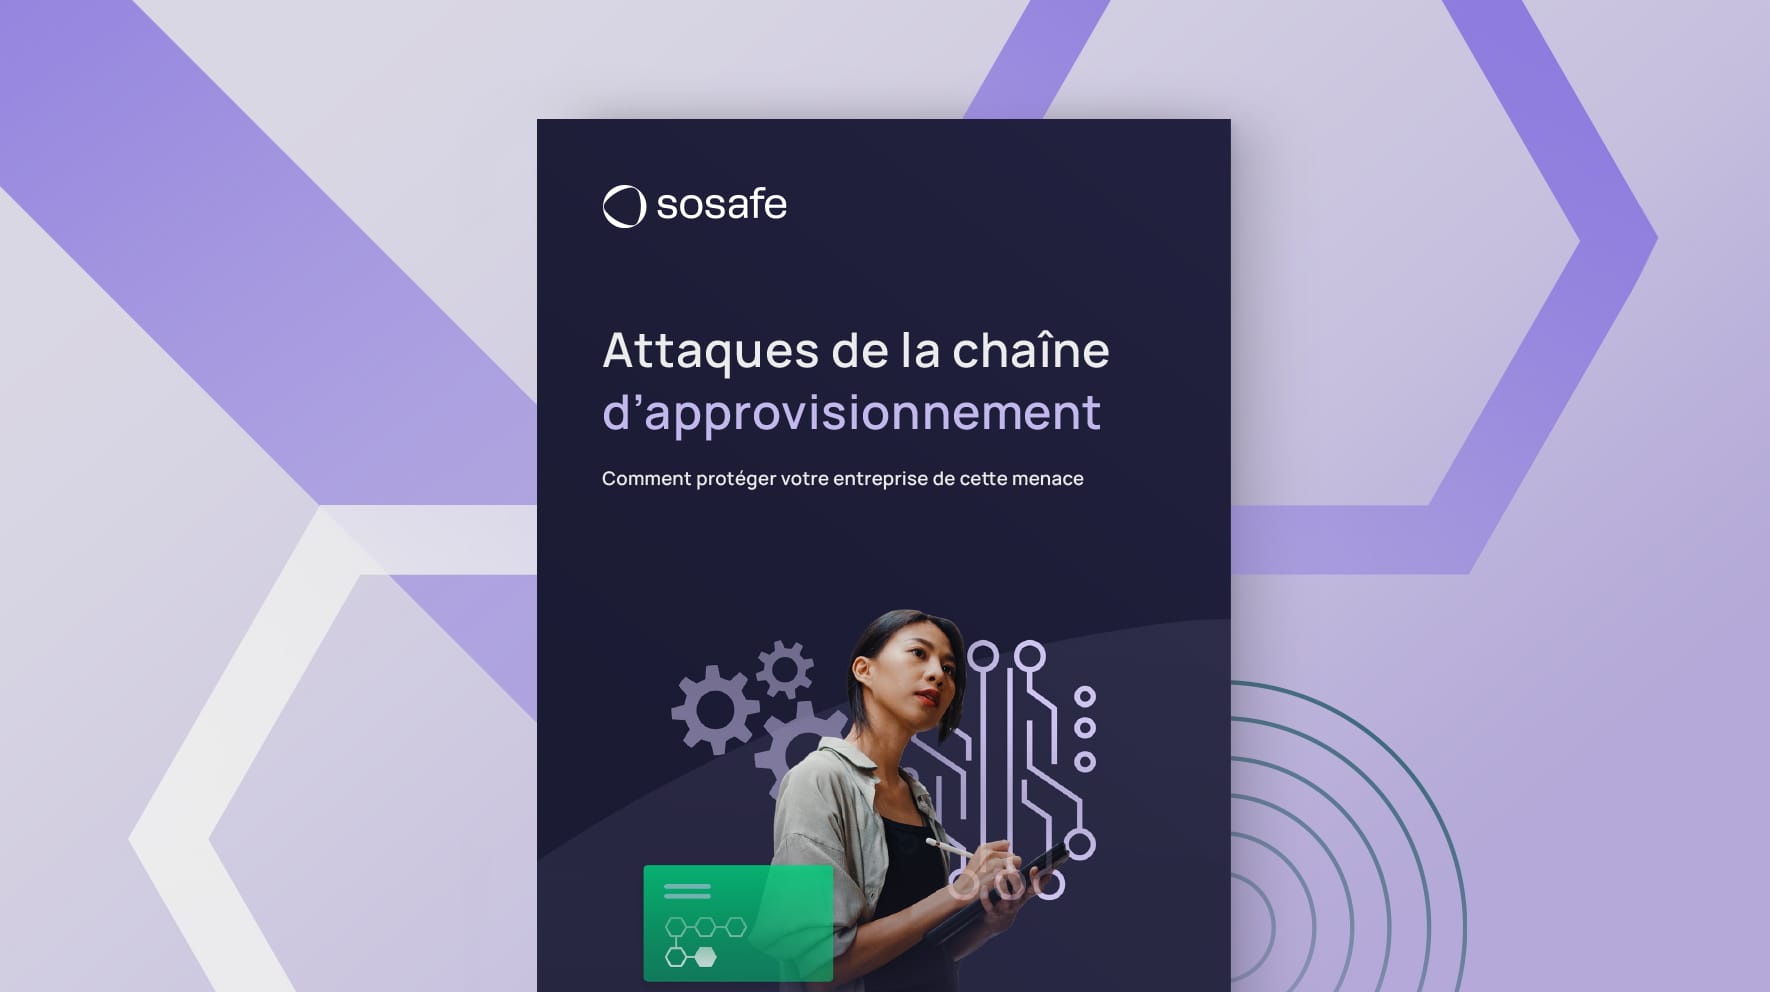 sosafe
Attaques de la chaîne
d’approvisionnement
Comment protéger votre entreprise de cette menace